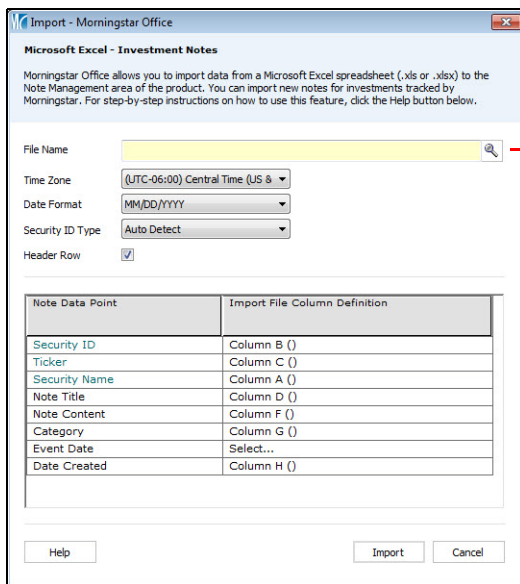 Import - Morningstar Office
Microsoft Excel - Investment Notes
Morningstar Office allows you to import data from a Microsoft Excel spreadsheet (.xls or .xlsx) to the
Note Management area of the product. You can import new notes for investments tracked by
Morningstar. For step-by-step instructions on how to use this feature, click the Help button below.
File Name
Time Zone (UTC-06:00) Central Time (US &
Date Format MM/DD/YYYY
Security ID Type Auto Detect
Header Row
Note Data Point Import File Column Definition
Security ID Column B ()
Ticker Column C ()
Security Name Column A ()
Note Title Column D ()
Note Content Column F ()
Category Column G ()
Event Date Select...
Date Created Column H ()
Help Import Cancel